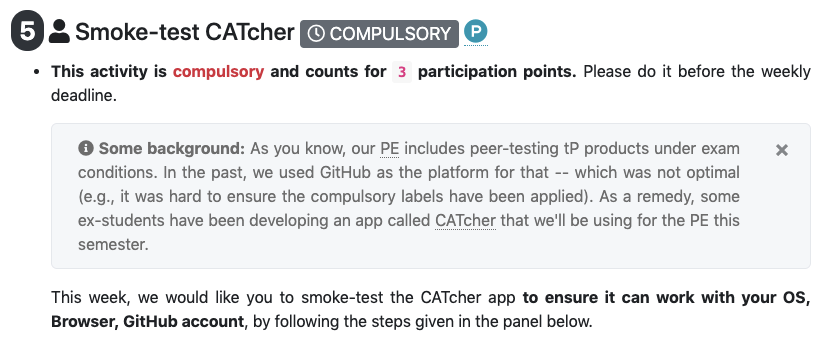 5 Smoke-test CATcher COMPULSORY P
• This activity is compulsory and counts for 3 participation points. Please do it before the weekly
deadline.
Some background: As you know, our PE includes peer-testing tP products under exam
conditions. In the past, we used GitHub as the platform for that -- which was not optimal
(e.g., it was hard to ensure the compulsory labels have been applied). As a remedy, some
ex-students have been developing an app called CATcher that we'll be using for the PE this
semester.
This week, we would like you to smoke-test the CATcher app to ensure it can work with your OS,
Browser, GitHub account, by following the steps given in the panel below.